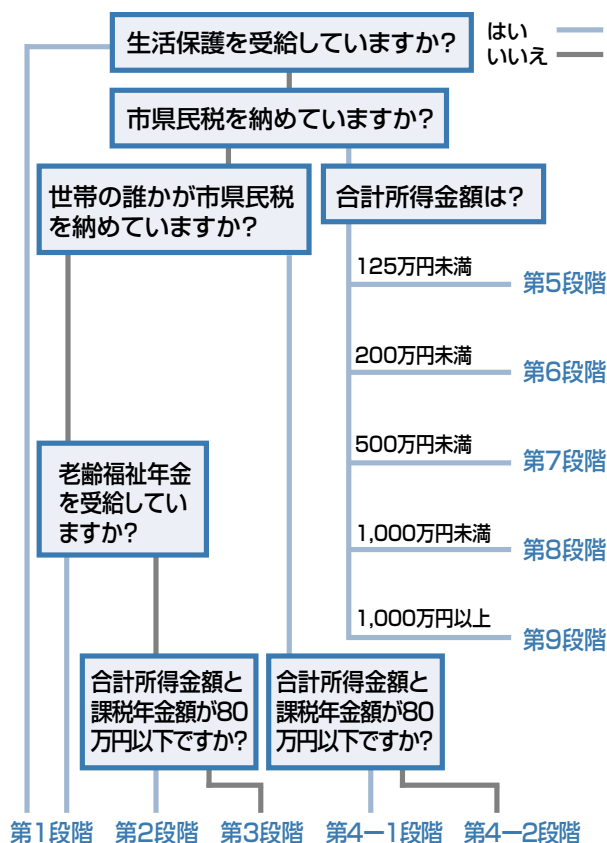 生活保護を受給していますか?
はい
いいえ
市県民税を納めていますか?
世帯の誰かが市県民税
を納めていますか?
合計所得金額は?
125万円未満
第5段階
200万円未満
第6段階
500万円未満
第7段階
老齢福祉年金
を受給してい
ますか?
1,000万円未満
第8段階
1,000万円以上
第9段階
合計所得金額と
課税年金額が80
万円以下ですか?
合計所得金額と
課税年金額が80
万円以下ですか?
第1段階
第2段階
第3段階
第4ー1段階
第4ー2段階